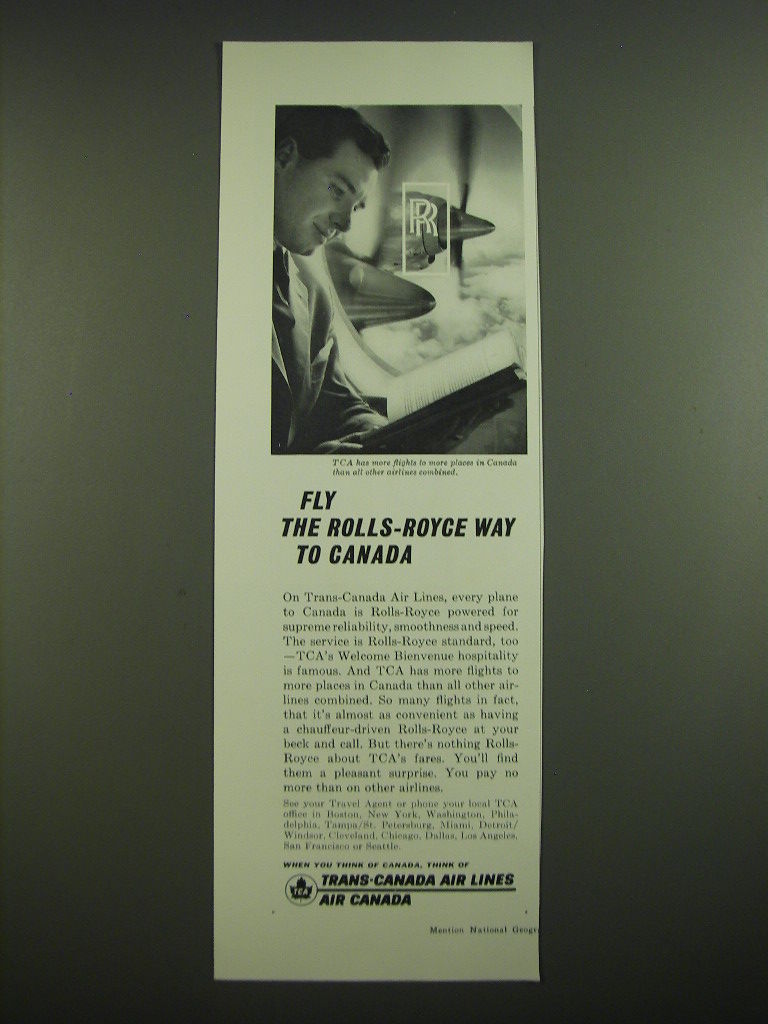 RR
TCA has more flights to more places in Canada
than all other airlines combined.
FLY
THE ROLLS-ROYCE WAY
TO CANADA
On Trans-Canada Air Lines, every plane
to Canada is Rolls-Royce powered for
supreme reliability, smoothness and speed.
The service is Rolls-Royce standard, too
—TCA's Welcome Bienvenue hospitality
is famous. And TCA has more flights to
more places in Canada than all other air-
lines combined. So many flights in fact,
that it's almost as convenient as having
a chauffeur-driven Rolls-Royce at your
beck and call. But there's nothing Rolls-
Royce about TCA's fares. You'll find
them a pleasant surprise. You pay no
more than on other airlines.
See your Travel Agent or phone your local TCA
office in Boston, New York, Washington, Phila-
delphia, Tampa/St. Petersburg, Miami, Detroit/
Windsor, Cleveland, Chicago, Dallas, Los Angeles,
San Francisco or Seattle.
WHEN YOU THINK OF CANADA, THINK OF
TCA
TRANS-CANADA AIR LINES
AIR CANADA
Mention National Geogr